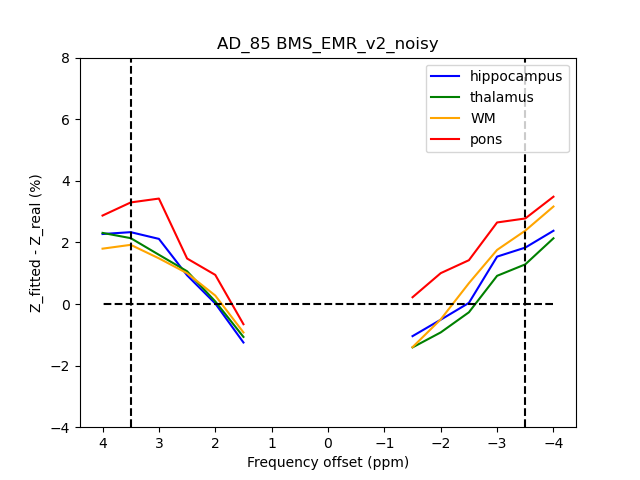 AD_85 BMS_EMR_v2_noisy
hippocampus
thalamus
WM
pons
Z_fitted - Z_real (%)
8
6
4
2
0
−2
−4
4
3
2
1
0
−1
−2
−3
−4
Frequency offset (ppm)